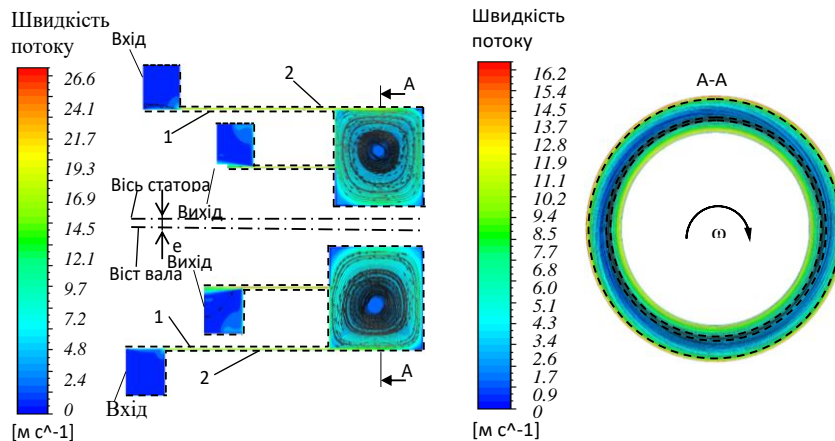 Швидкість
потоку
26.6
24.1
21.7
19.3
16.9
14.5
12.1
9.7
7.2
4.8
2.4
0
[м с^-1]
Вхід
2
A
1
Вісь статора
Вихід
e
Віст вала
Вихід
1
2
A
Вхід
Швидкість
потоку
16.2
15.4
14.5
13.7
12.8
11.9
11.1
10.2
9.4
8.5
7.7
6.8
6.0
5.1
4.3
3.4
2.6
1.7
0.9
0
[м с^-1]
A-A
ω